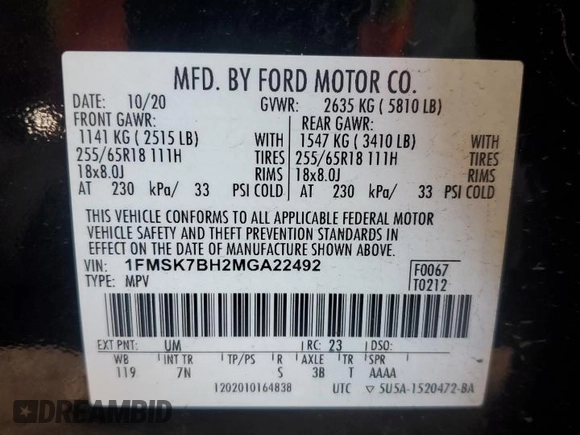 MFD. BY FORD MOTOR CO.
DATE: 10/20 GVWR: 2635 KG ( 5810 LB)
FRONT GAWR: REAR GAWR:
1141 KG ( 2515 LB) WITH 1547 KG ( 3410 LB) WITH
255/65R18 111H TIRES 255/65R18 111H TIRES
18x8.0J RIMS 18x8.0J RIMS
AT 230 kPa/ 33 PSI COLD AT 230 kPa/ 33 PSI COLD
THIS VEHICLE CONFORMS TO ALL APPLICABLE FEDERAL MOTOR
VEHICLE SAFETY AND THEFT PREVENTION STANDARDS IN
EFFECT ON THE DATE OF MANUFACTURE SHOWN ABOVE.
VIN: 1FMSK7BH2MGA22492 F0067
TYPE: MPV T0212
EXT PNT: UM RC: 23 DSO:
WB INT TR TP/PS R AXLE TR SPR
119 7N S 3B T AAAA
1202010164838 UTC ▽ 5U5A-1520472-BA
DREAMBID